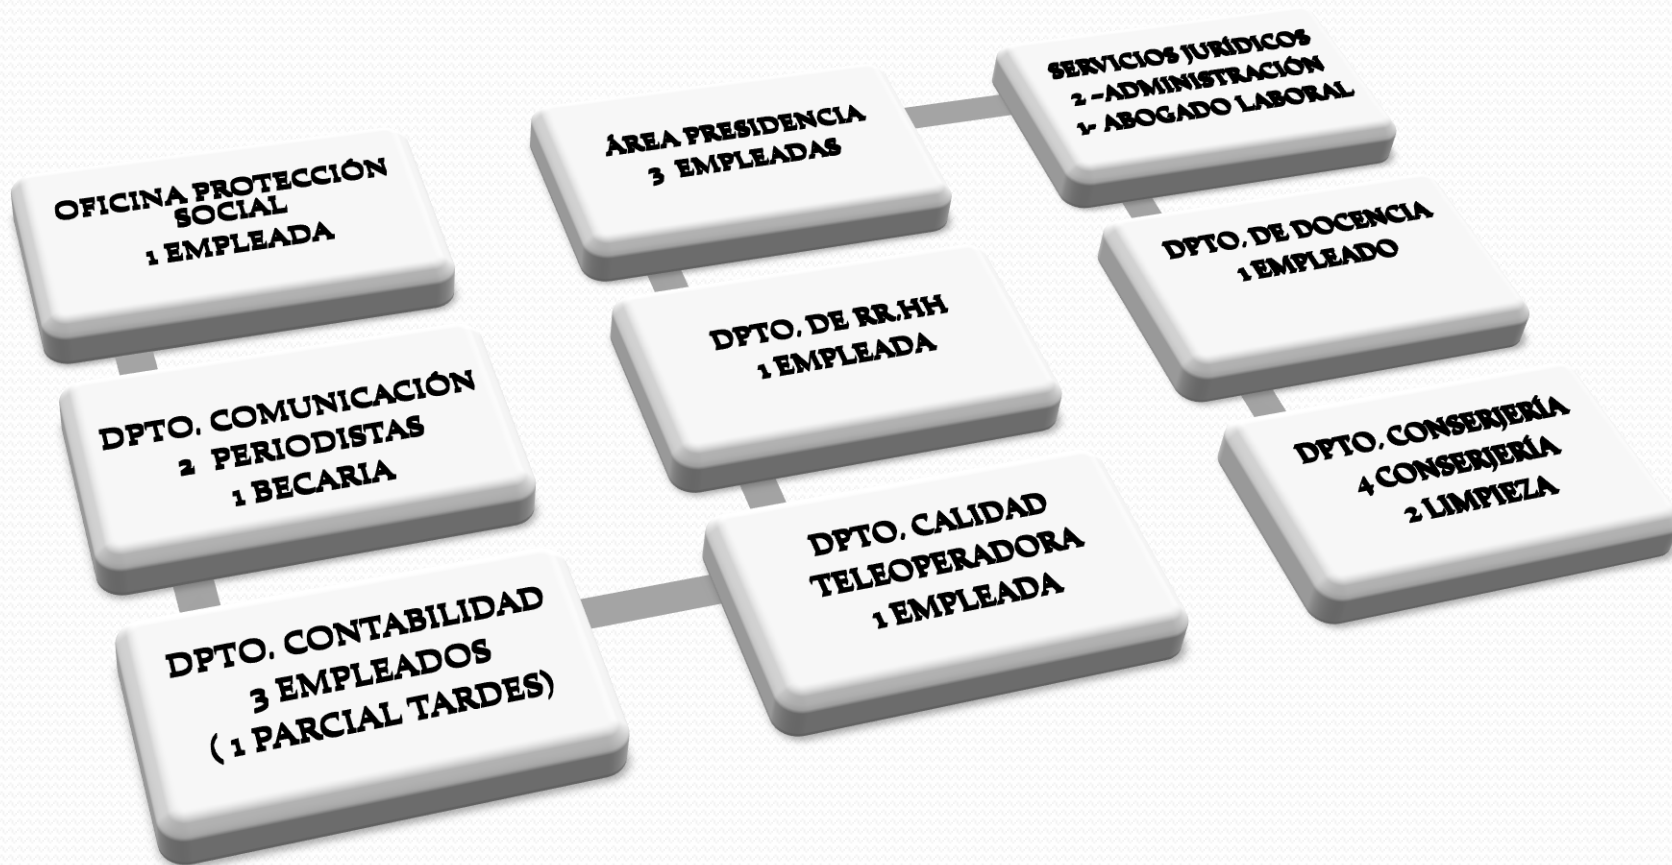 OFICINA PROTECCIÓN
SOCIAL
1 EMPLEADA
DPTO. COMUNICACIÓN
2 PERIODISTAS
1 BECARIA
DPTO. CONTABILIDAD
3 EMPLEADOS
( 1 PARCIAL TARDES)
DPTO. CALIDAD
TELEOPERADORA
1 EMPLEADA
DPTO. DE RR.HH
1 EMPLEADA
ÁREA PRESIDENCIA
3 EMPLEADAS
SERVICIOS JURÍDICOS
2 –ADMINISTRACIÓN
1- ABOGADO LABORAL
DPTO. DE DOCENCIA
1 EMPLEADO
DPTO. CONSERJERÍA
4 CONSERJERÍA
2 LIMPIEZA